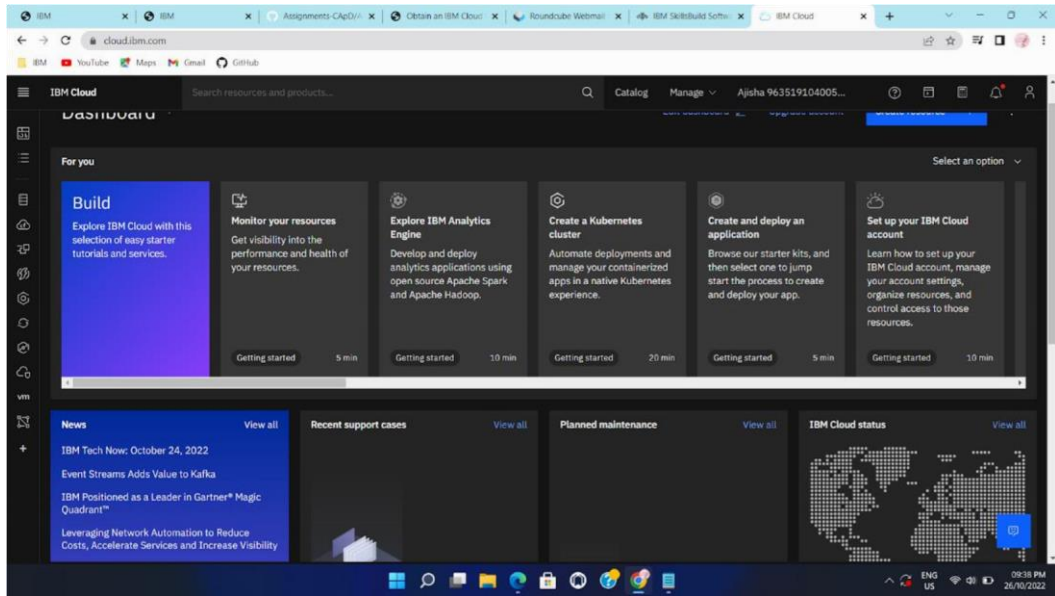 IBM
IBM
Assignments-CApD/A
Obtain an IBM Cloud
Roundcube Webmail
IBM SkillsBuild Softw
IBM Cloud
cloud.ibm.com
IBM
YouTube
Maps
Gmail
GitHub
IBM Cloud
Search resources and products...
Catalog
Manage
Ajisha 963519104005...
Dashboard
Edit dashboard
Upgrade account
Create resource
For you
Select an option
Build
Explore IBM Cloud with this
selection of easy starter
tutorials and services.
Monitor your resources
Get visibility into the
performance and health of
your resources.
Getting started
5 min
Explore IBM Analytics
Engine
Develop and deploy
analytics applications using
open source Apache Spark
and Apache Hadoop.
Getting started
10 min
Create a Kubernetes
cluster
Automate deployments and
manage your containerized
apps in a native Kubernetes
experience.
Getting started
20 min
Create and deploy an
application
Browse our starter kits, and
then select one to jump
start the process to create
and deploy your app.
Getting started
5 min
Set up your IBM Cloud
account
Learn how to set up your
IBM Cloud account, manage
your account settings,
organize resources, and
control access to those
resources.
Getting started
10 min
vm
News
View all
IBM Tech Now: October 24, 2022
Event Streams Adds Value to Kafka
IBM Positioned as a Leader in Gartner® Magic
Quadrant™
Leveraging Network Automation to Reduce
Costs, Accelerate Services and Increase Visibility
Recent support cases
View all
Planned maintenance
View all
IBM Cloud status
View all
ENG
US
09:38 PM
26/10/2022